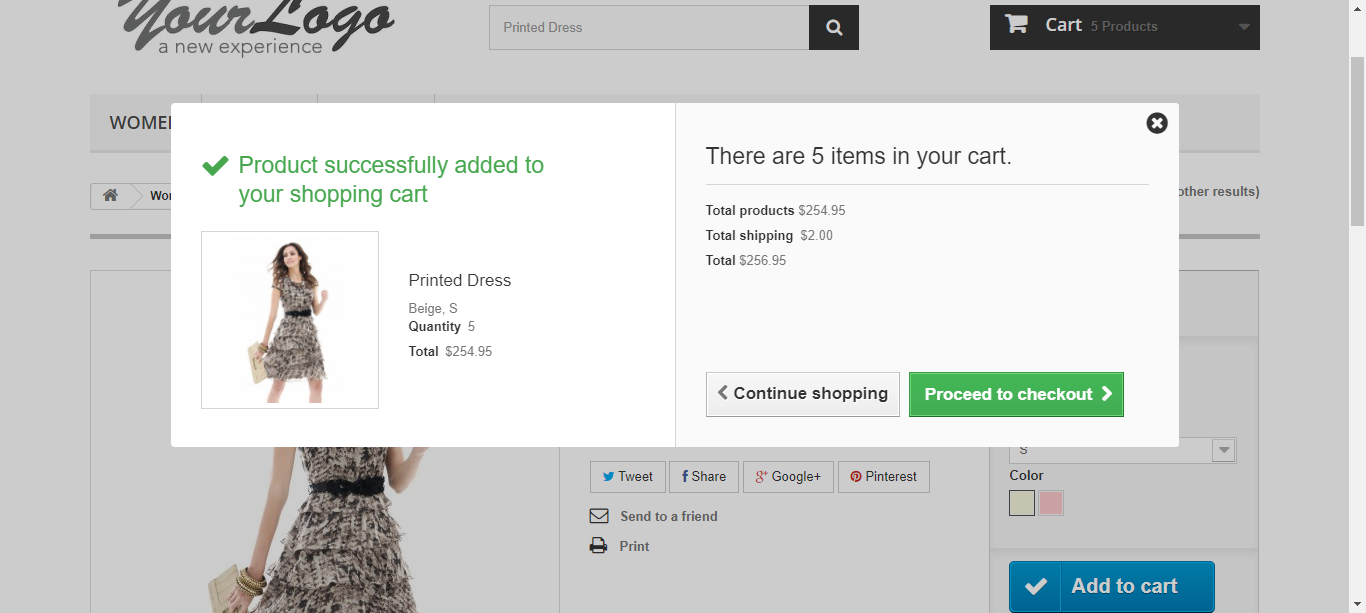 YourLogo
a new experience
Printed Dress
Cart 5 Products
Product successfully added to
your shopping cart
Printed Dress
Beige, S
Quantity 5
Total $254.95
There are 5 items in your cart.
Total products $254.95
Total shipping $2.00
Total $256.95
Continue shopping
Proceed to checkout
other results)
S
Color
Tweet
Share
Google+
Pinterest
Send to a friend
Print
Add to cart